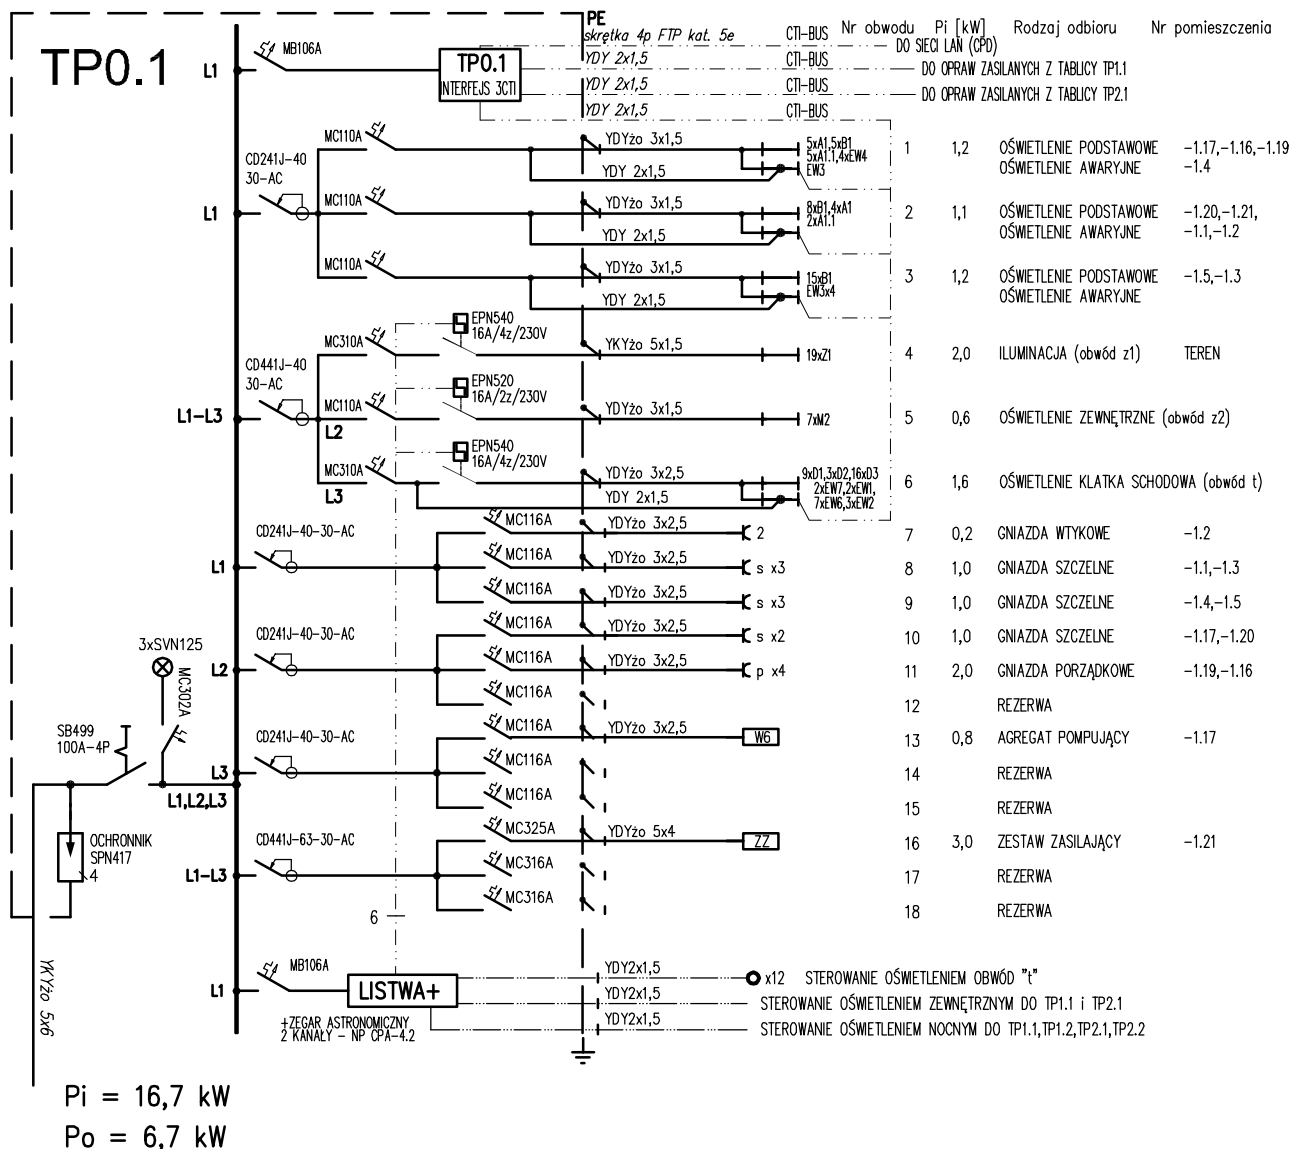 TP0.1
PE
skrętka 4p FTP kat. 5e
CTI-BUS
Nr obwodu Pi [kW] Rodzaj odbioru Nr pomieszczenia
DO SIECI LAN (CPD)
L1
MB106A
TP0.1
INTERFEJS 3CTI
YDY 2x1,5
CTI-BUS
DO OPRAW ZASILANYCH Z TABLICY TP1.1
YDY 2x1,5
CTI-BUS
DO OPRAW ZASILANYCH Z TABLICY TP2.1
YDY 2x1,5
CTI-BUS
MC110A
YDYżo 3x1,5
YDY 2x1,5
5xA1,5xB1
5xA1.1,4xEW4
EW3
1 1,2 OŚWIETLENIE PODSTAWOWE -1.17,-1.16,-1.19
OŚWIETLENIE AWARYJNE -1.4
CD241J-40
30-AC
L1
MC110A
YDYżo 3x1,5
YDY 2x1,5
8xB1,4xA1
2xA1.1
2 1,1 OŚWIETLENIE PODSTAWOWE -1.20,-1.21,
OŚWIETLENIE AWARYJNE -1.1,-1.2
MC110A
YDYżo 3x1,5
YDY 2x1,5
15xB1
EW3x4
3 1,2 OŚWIETLENIE PODSTAWOWE -1.5,-1.3
OŚWIETLENIE AWARYJNE
EPN540
16A/4z/230V
MC310A
YKYżo 5x1,5
19xZ1
4 2,0 ILUMINACJA (obwód z1) TEREN
CD441J-40
30-AC
L1-L3
EPN520
16A/2z/230V
MC110A
L2
YDYżo 3x1,5
7xM2
5 0,6 OŚWIETLENIE ZEWNĘTRZNE (obwód z2)
EPN540
16A/4z/230V
MC310A
L3
YDYżo 3x2,5
YDY 2x1,5
9xD1,3xD2,16xD3
2xEW7,2xEW1,
7xEW6,3xEW2
6 1,6 OŚWIETLENIE KLATKA SCHODOWA (obwód t)
CD241J-40-30-AC
MC116A
YDYżo 3x2,5
2
7 0,2 GNIAZDA WTYKOWE -1.2
L1
MC116A
YDYżo 3x2,5
s x3
8 1,0 GNIAZDA SZCZELNE -1.1,-1.3
MC116A
YDYżo 3x2,5
s x3
9 1,0 GNIAZDA SZCZELNE -1.4,-1.5
CD241J-40-30-AC
MC116A
YDYżo 3x2,5
s x2
10 1,0 GNIAZDA SZCZELNE -1.17,-1.20
L2
MC116A
YDYżo 3x2,5
p x4
11 2,0 GNIAZDA PORZĄDKOWE -1.19,-1.16
MC116A
12 REZERWA
3xSVN125
MC302A
SB499
100A-4P
CD241J-40-30-AC
MC116A
YDYżo 3x2,5
W6
13 0,8 AGREGAT POMPUJĄCY -1.17
L3
MC116A
14 REZERWA
L1,L2,L3
MC116A
15 REZERWA
OCHRONNIK
SPN417
4
CD441J-63-30-AC
MC325A
YDYżo 5x4
ZZ
16 3,0 ZESTAW ZASILAJĄCY -1.21
L1-L3
MC316A
17 REZERWA
MC316A
18 REZERWA
6
YKYżo 5x6
L1
MB106A
LISTWA+
+ZEGAR ASTRONOMICZNY
2 KANAŁY - NP CPA-4.2
YDY2x1,5
x12 STEROWANIE OŚWIETLENIEM OBWÓD "t"
YDY2x1,5
STEROWANIE OŚWIETLENIEM ZEWNĘTRZNYM DO TP1.1 i TP2.1
YDY2x1,5
STEROWANIE OŚWIETLENIEM NOCNYM DO TP1.1,TP1.2,TP2.1,TP2.2
Pi = 16,7 kW
Po = 6,7 kW